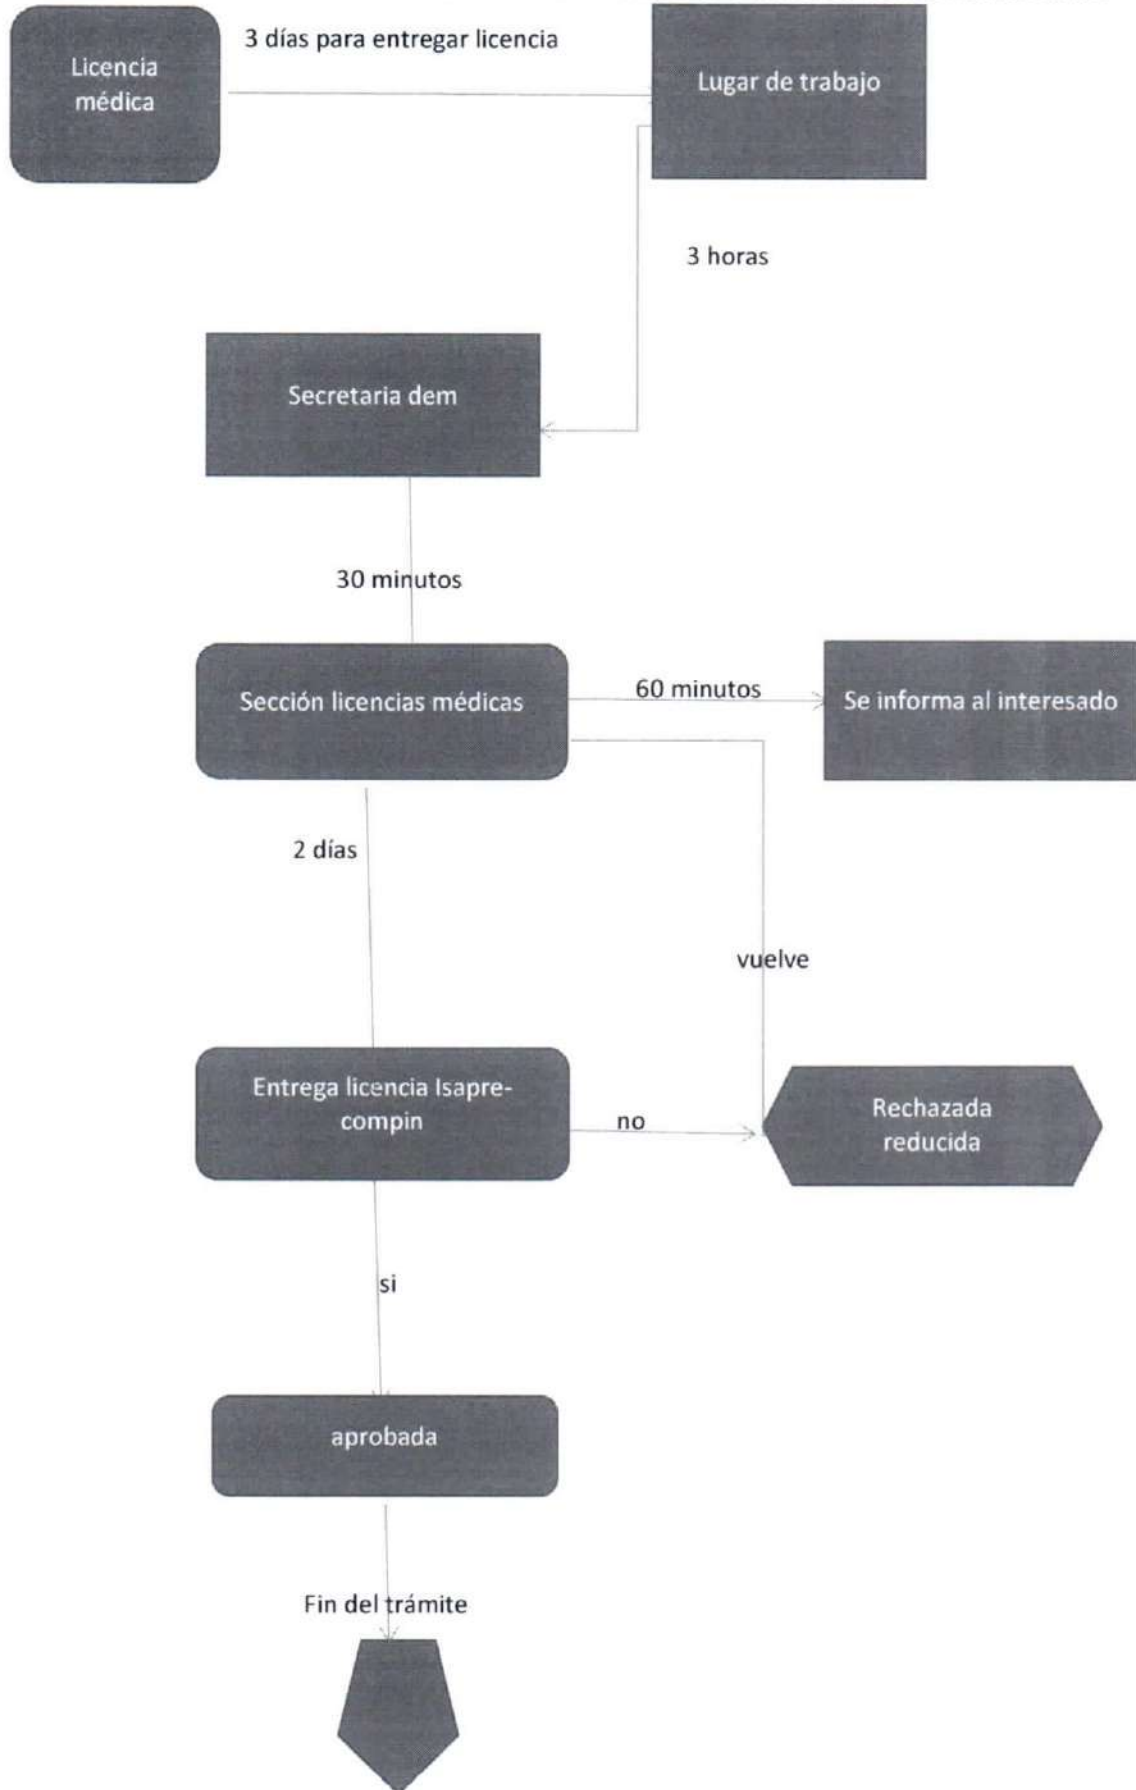 3 días para entregar licencia
Licencia
médica
Lugar de trabajo
3 horas
Secretaria dem
30 minutos
Sección licencias médicas
60 minutos
Se informa al interesado
2 días
vuelve
Entrega licencia Isapre-
compin
no
Rechazada
reducida
si
aprobada
Fin del trámite